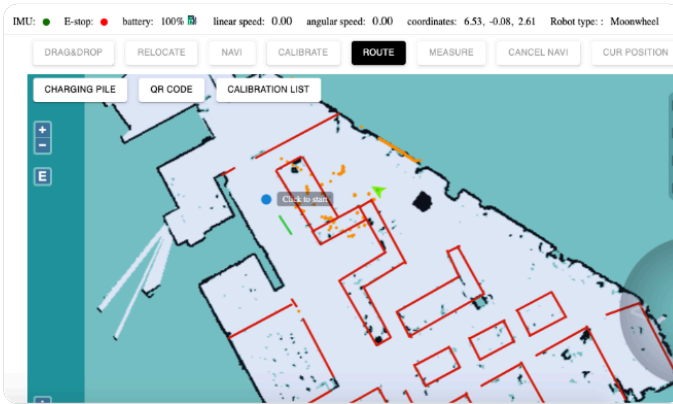 IMU: E-stop: battery: 100% linear speed: 0.00 angular speed: 0.00 coordinates: 6.53, -0.08, 2.61 Robot type: : Moonwheel
DRAG&DROP RELOCATE NAVI CALIBRATE ROUTE MEASURE CANCEL NAVI CUR POSITION
CHARGING PILE QR CODE CALIBRATION LIST
+
−
E
Click to start